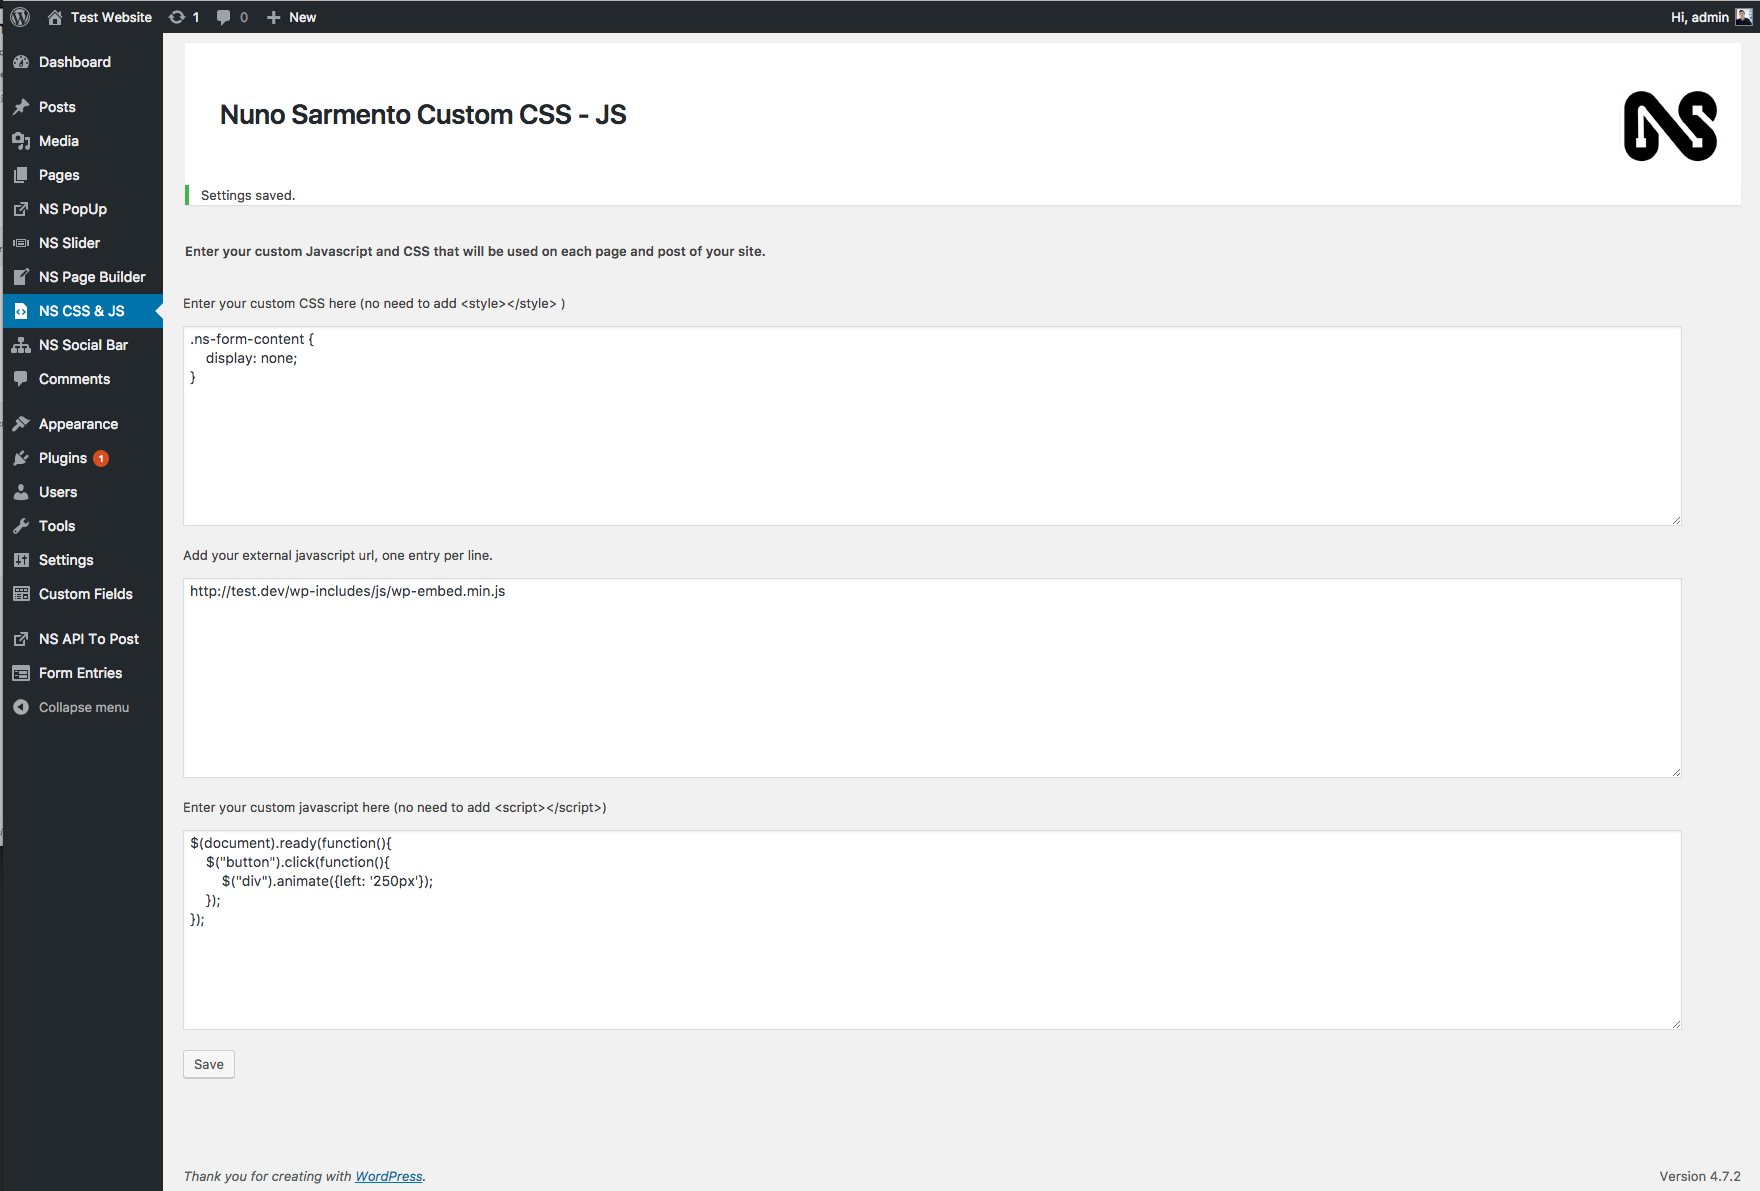 Test Website 1 0 New Hi, admin
Dashboard
Posts
Media
Pages
NS PopUp
NS Slider
NS Page Builder
NS CSS & JS
NS Social Bar
Comments
Appearance
Plugins 1
Users
Tools
Settings
Custom Fields
NS API To Post
Form Entries
Collapse menu
Nuno Sarmento Custom CSS - JS
NS
Settings saved.
Enter your custom Javascript and CSS that will be used on each page and post of your site.
Enter your custom CSS here (no need to add <style></style> )
.ns-form-content {
    display: none;
}
Add your external javascript url, one entry per line.
http://test.dev/wp-includes/js/wp-embed.min.js
Enter your custom javascript here (no need to add <script></script>)
$(document).ready(function(){
    $("button").click(function(){
        $("div").animate({left: '250px'});
    });
});
Save
Thank you for creating with WordPress.
Version 4.7.2